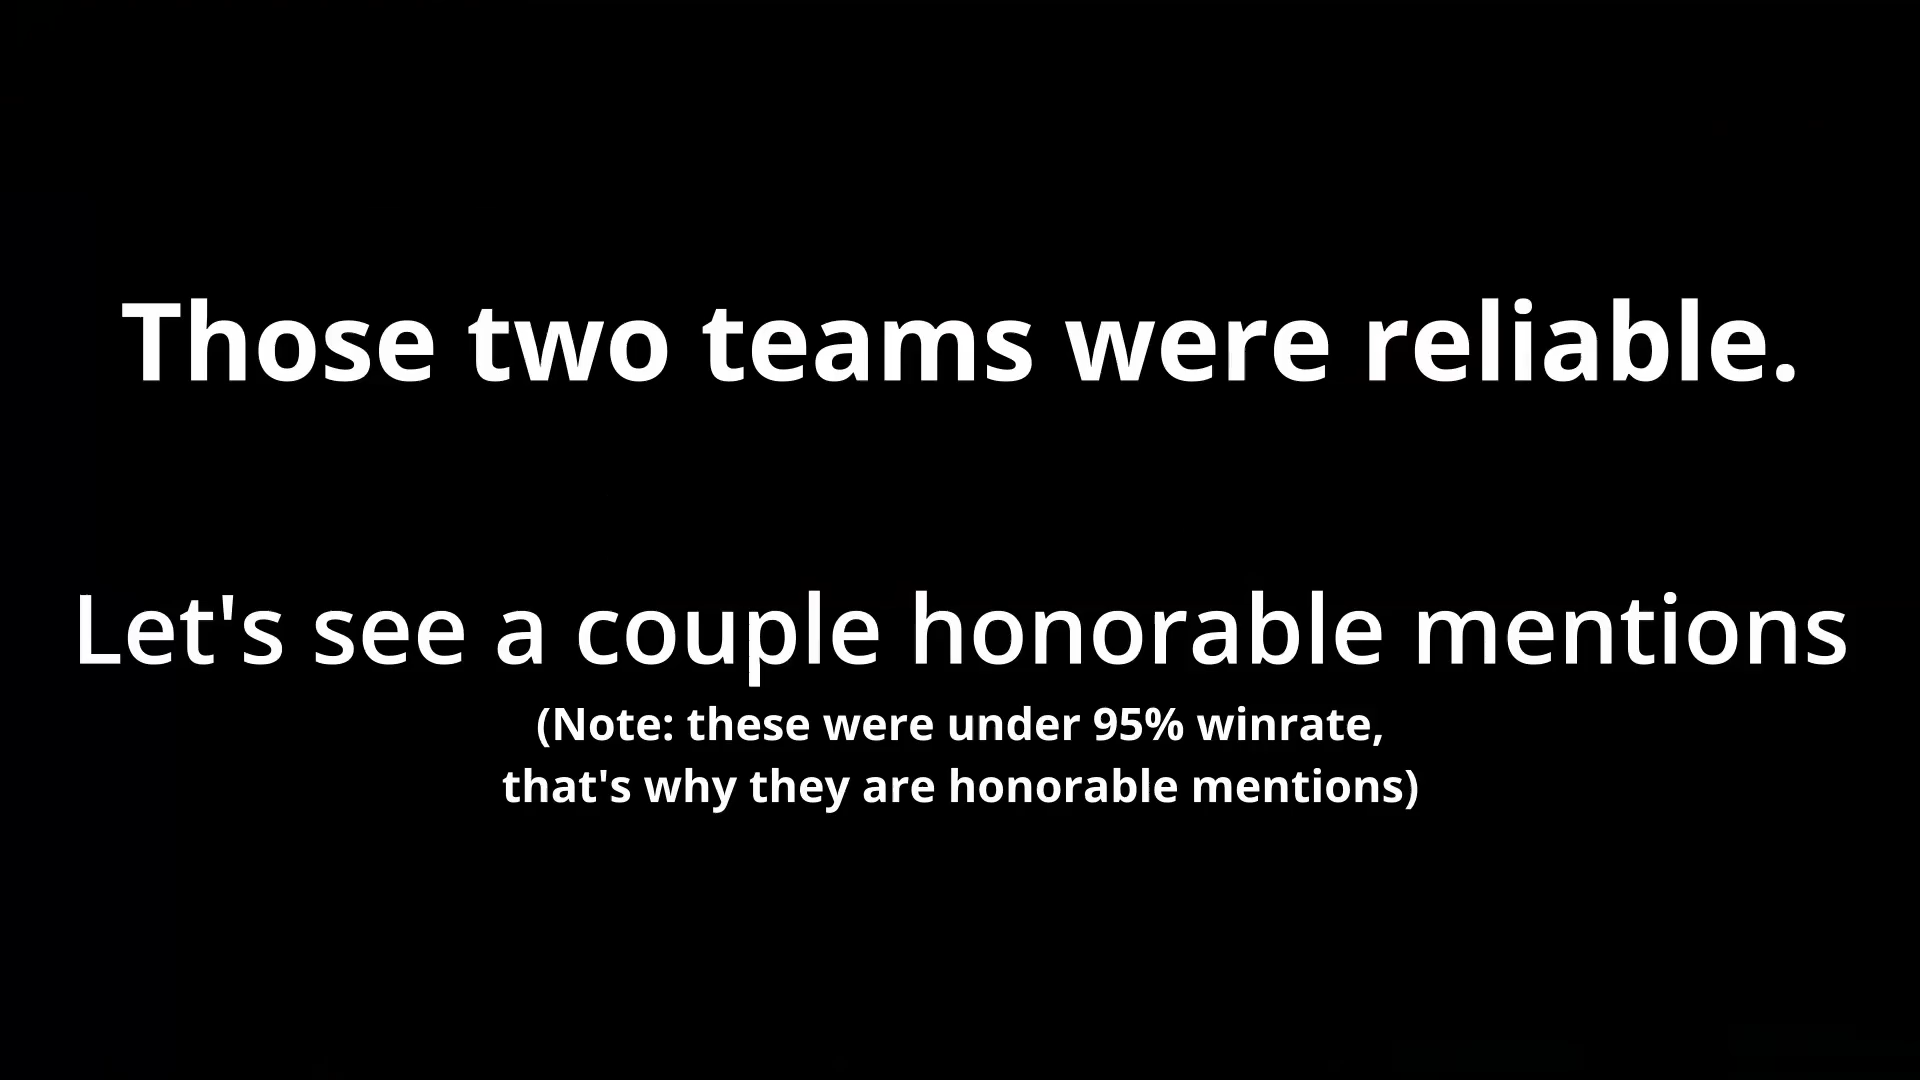 Those two teams were reliable.
Let's see a couple honorable mentions
(Note: these were under 95% winrate,
that's why they are honorable mentions)